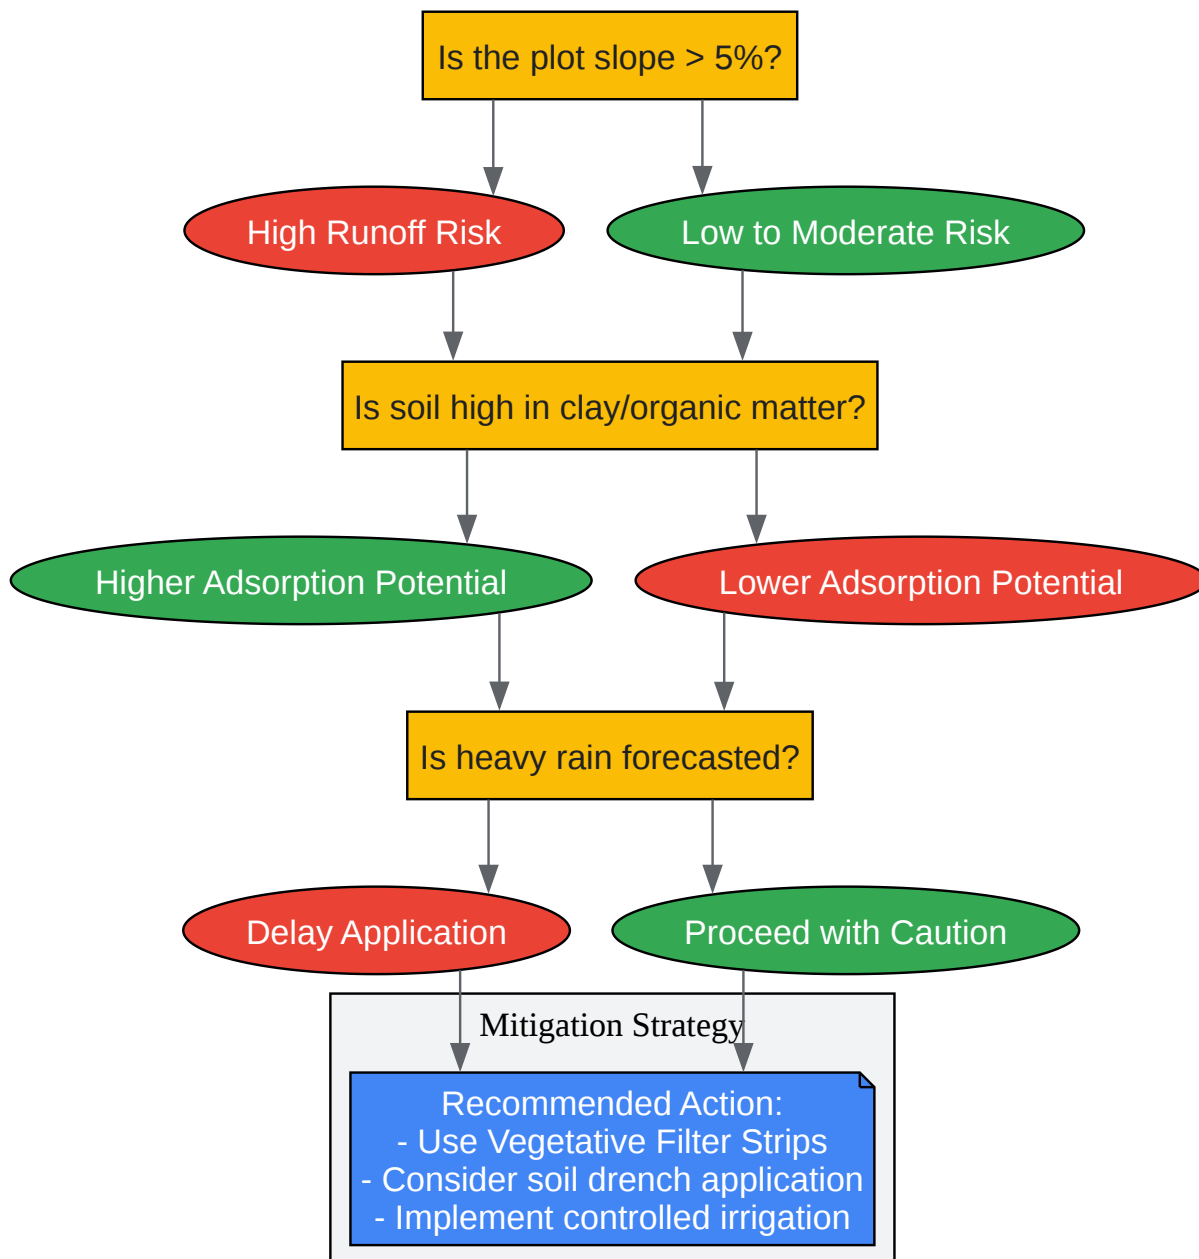 Is the plot slope > 5%?
High Runoff Risk
Low to Moderate Risk
Is soil high in clay/organic matter?
Higher Adsorption Potential
Lower Adsorption Potential
Is heavy rain forecasted?
Delay Application
Proceed with Caution
Mitigation Strategy
Recommended Action:
- Use Vegetative Filter Strips
- Consider soil drench application
- Implement controlled irrigation